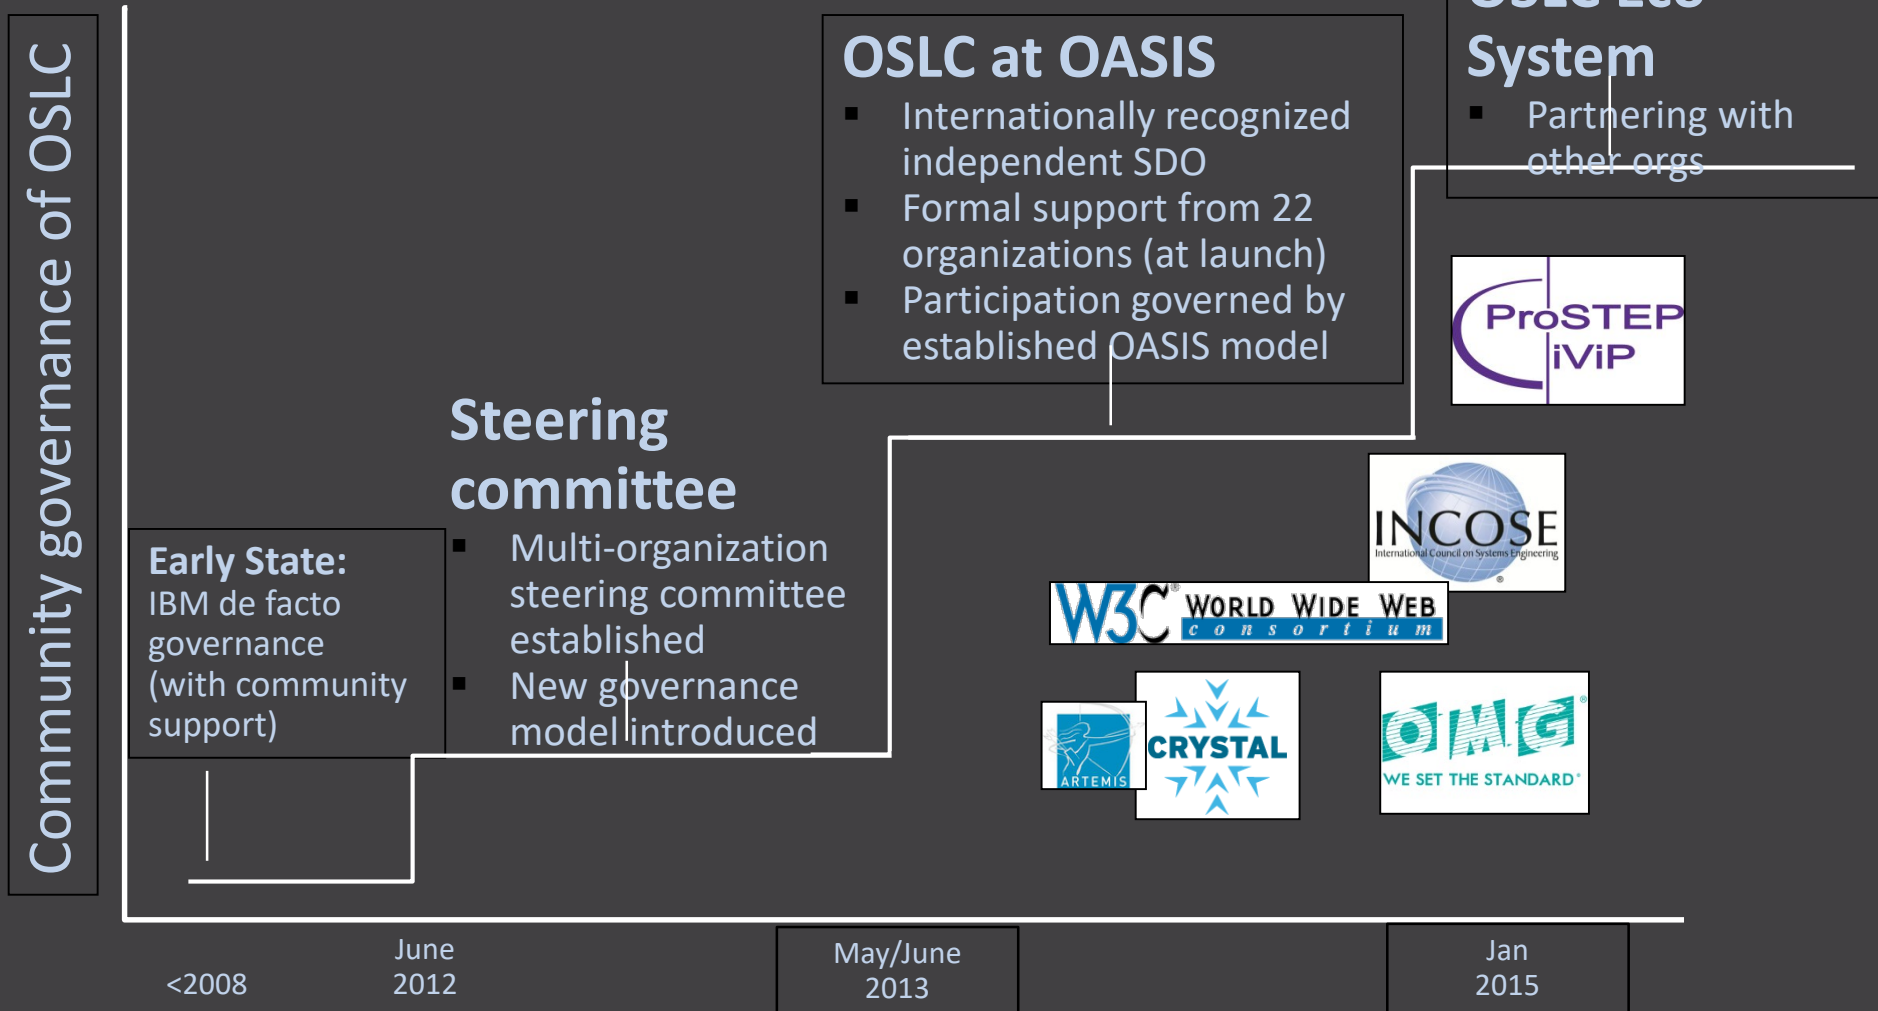 Community governance of OSLC
OSLC Eco
System
Partnering with
other orgs
OSLC at OASIS
Internationally recognized
independent SDO
Formal support from 22
organizations (at launch)
Participation governed by
established OASIS model
Steering
committee
Multi-organization
steering committee
established
New governance
model introduced
Early State:
IBM de facto
governance
(with community
support)
ProSTEP
iViP
INCOSE
International Council on Systems Engineering
®
W3C® WORLD WIDE WEB
consortium
ARTEMIS
CRYSTAL
OMG®
WE SET THE STANDARD®
<2008
June
2012
May/June
2013
Jan
2015